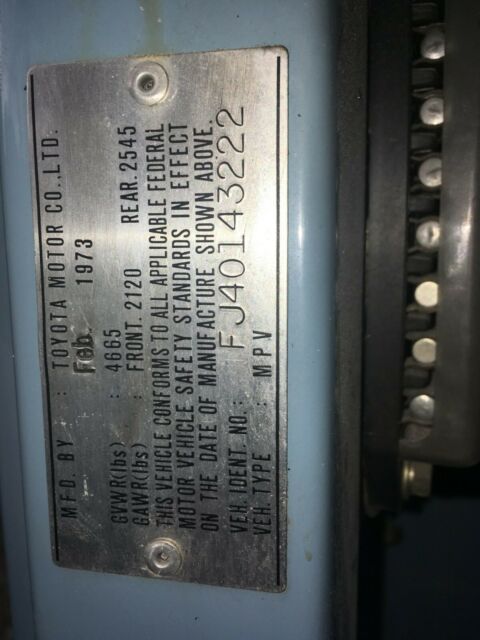 MFD. BY : TOYOTA MOTOR CO.,LTD.
Feb. 1973
GVWR(lbs) : 4665
GAWR(lbs) : FRONT. 2120 REAR. 2545
THIS VEHICLE CONFORMS TO ALL APPLICABLE FEDERAL
MOTOR VEHICLE SAFETY STANDARDS IN EFFECT
ON THE DATE OF MANUFACTURE SHOWN ABOVE.
VEH. IDENT. NO.: FJ40143222
VEH. TYPE : MPV